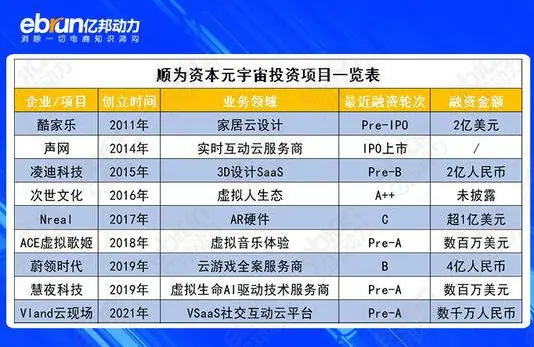 ebrun亿邦动力
消除一切电商知识鸿沟
顺为资本元宇宙投资项目一览表
企业/项目 创立时间 业务领域 最近融资轮次 融资金额
酷家乐 2011年 家居云设计 Pre-IPO 2亿美元
声网 2014年 实时互动云服务商 IPO上市 /
凌迪科技 2015年 3D设计SaaS Pre-B 2亿人民币
次世文化 2016年 虚拟人生态 A++ 未披露
Nreal 2017年 AR硬件 C 超1亿美元
ACE虚拟歌姬 2018年 虚拟音乐体验 Pre-A 数百万美元
蔚领时代 2019年 云游戏全案服务商 B 4亿人民币
慧夜科技 2019年 虚拟生命AI驱动技术服务商 Pre-A 数百万美元
Vland云现场 2021年 VSaaS社交互动云平台 Pre-A 数千万人民币